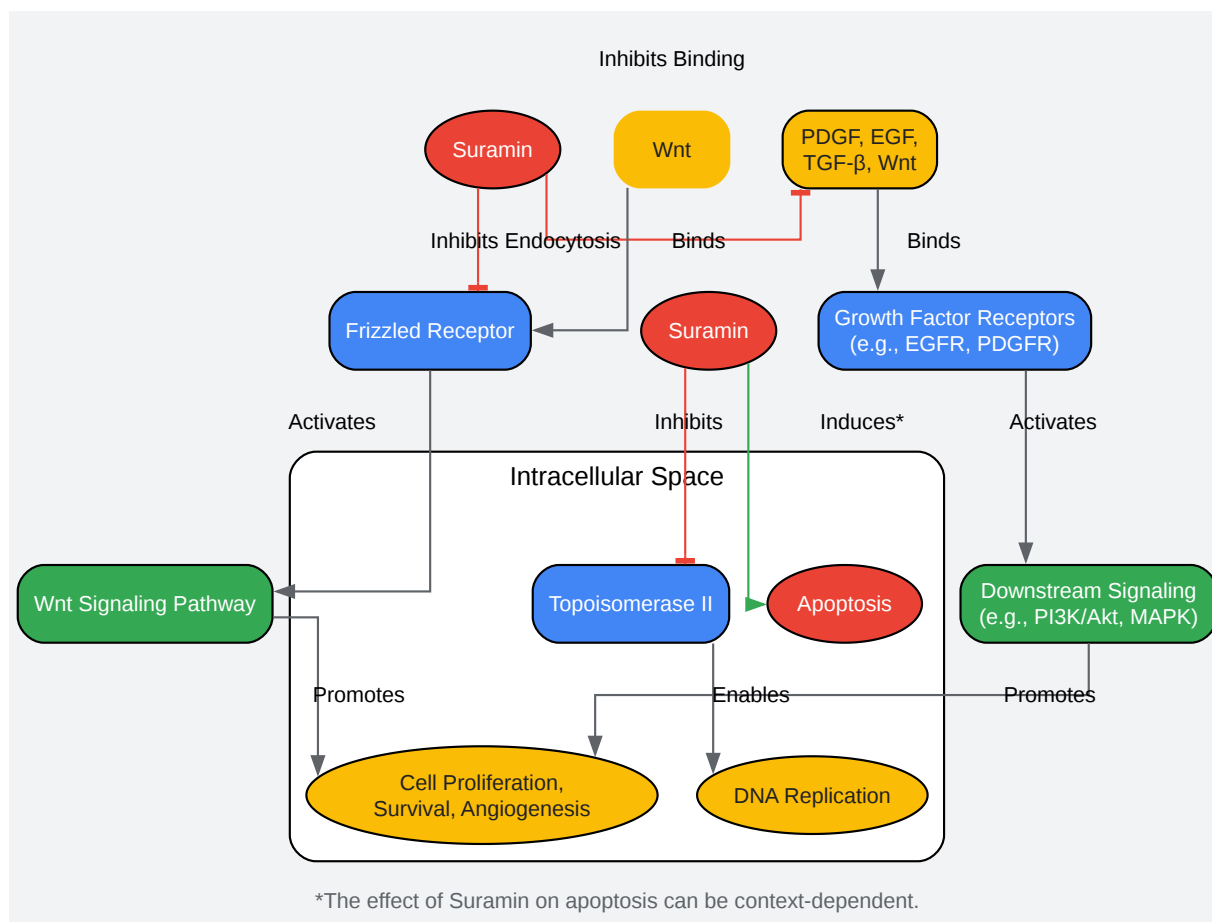 Inhibits Binding
Suramin
Wnt
PDGF, EGF,
TGF-β, Wnt
Inhibits Endocytosis
Binds
Binds
Frizzled Receptor
Suramin
Growth Factor Receptors
(e.g., EGFR, PDGFR)
Activates
Inhibits
Induces*
Activates
Intracellular Space
Wnt Signaling Pathway
Topoisomerase II
Apoptosis
Downstream Signaling
(e.g., PI3K/Akt, MAPK)
Promotes
Enables
Promotes
Cell Proliferation,
Survival, Angiogenesis
DNA Replication
*The effect of Suramin on apoptosis can be context-dependent.